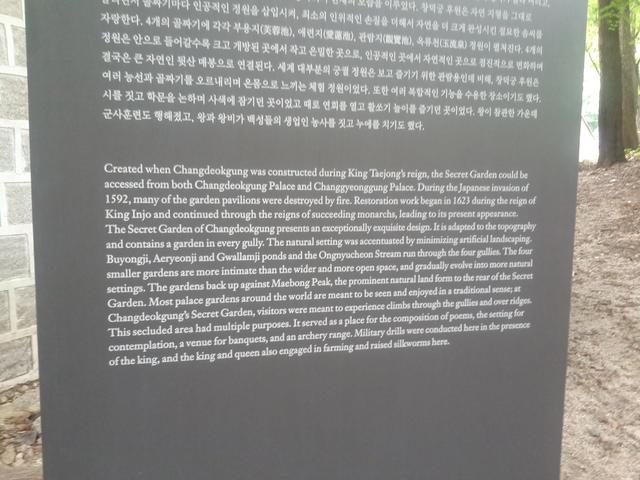 자랑한다. 4개의 골짜기에 각각 부용지(芙蓉池), 애련지(愛蓮池), 관람지(觀纜池), 옥류천(玉流泉) 정원이 펼쳐진다. 4개의
정원은 안으로 들어갈수록 크고 개방된 곳에서 작고 은밀한 곳으로, 인공적인 곳에서 자연적인 곳으로 점진적으로 변화하며
결국은 큰 자연인 뒷산 매봉으로 연결된다. 세계 대부분의 궁궐 정원은 보고 즐기기 위한 관람용인데 비해, 창덕궁 후원은
여러 능선과 골짜기를 오르내리며 온몸으로 느끼는 체험 정원이었다. 또한 여러 복합적인 기능을 수용한 장소이기도 했다.
시를 짓고 학문을 논하며 사색에 잠기던 곳이었고 때로 연회를 열고 활쏘기 놀이를 즐기던 곳이었다. 왕이 참관한 가운데
군사훈련도 행해졌고, 왕과 왕비가 백성들의 생업인 농사를 짓고 누에를 치기도 했다.
Created when Changdeokgung was constructed during King Taejong's reign, the Secret Garden could be
accessed from both Changdeokgung Palace and Changgyeonggung Palace. During the Japanese invasion of
1592, many of the garden pavilions were destroyed by fire. Restoration work began in 1623 during the reign of
King Injo and continued through the reigns of succeeding monarchs, leading to its present appearance.
The Secret Garden of Changdeokgung presents an exceptionally exquisite design. It is adapted to the topography
and contains a garden in every gully. The natural setting was accentuated by minimizing artificial landscaping.
Buyongji, Aeryeonji and Gwallamji ponds and the Ongnyucheon Stream run through the four gullies. The four
smaller gardens are more intimate than the wider and more open space, and gradually evolve into more natural
settings. The gardens back up against Maebong Peak, the prominent natural land form to the rear of the Secret
Garden. Most palace gardens around the world are meant to be seen and enjoyed in a traditional sense; at
Changdeokgung's Secret Garden, visitors were meant to experience climbs through the gullies and over ridges.
This secluded area had multiple purposes. It served as a place for the composition of poems, the setting for
contemplation, a venue for banquets, and an archery range. Military drills were conducted here in the presence
of the king, and the king and queen also engaged in farming and raised silkworms here.